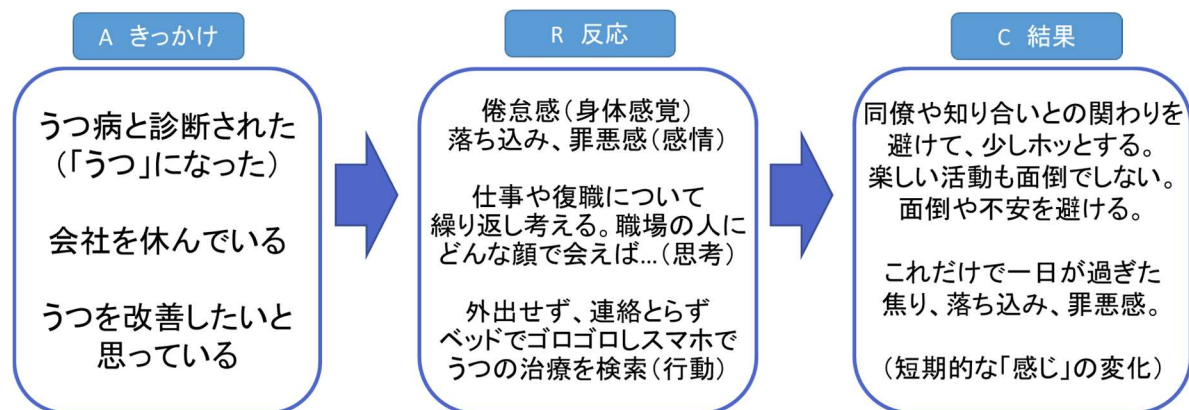 A きっかけ
うつ病と診断された
(「うつ」になった)
会社を休んでいる
うつを改善したいと
思っている
R 反応
倦怠感(身体感覚)
落ち込み、罪悪感(感情)
仕事や復職について
繰り返し考える。職場の人に
どんな顔で会えば…(思考)
外出せず、連絡とらず
ベッドでゴロゴロしスマホで
うつの治療を検索(行動)
C 結果
同僚や知り合いとの関わりを
避けて、少しホッとする。
楽しい活動も面倒でしない。
面倒や不安を避ける。
これだけで一日が過ぎた
焦り、落ち込み、罪悪感。
(短期的な「感じ」の変化)